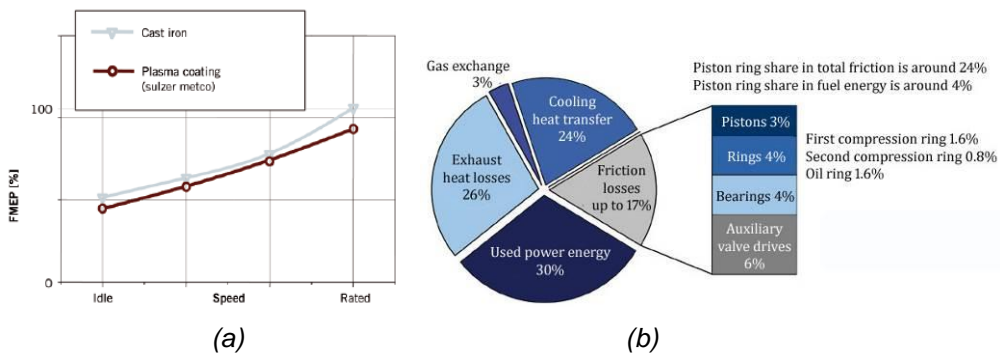 Cast iron
Plasma coating
(sulzer metco)
100
0
FMEP [%]
Idle
Speed
Rated
(a)
Gas exchange
3%
Cooling
heat transfer
24%
Exhaust
heat losses
26%
Friction
losses
up to 17%
Used power energy
30%
Piston ring share in total friction is around 24%
Piston ring share in fuel energy is around 4%
Pistons 3%
Rings 4%
Bearings 4%
Auxiliary
valve drives
6%
First compression ring 1.6%
Second compression ring 0.8%
Oil ring 1.6%
(b)